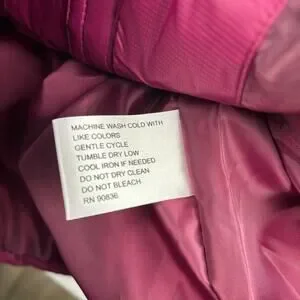 MACHINE WASH COLD WITH
LIKE COLORS
GENTLE CYCLE
TUMBLE DRY LOW
COOL IRON IF NEEDED
DO NOT DRY CLEAN
DO NOT BLEACH
RN 90836